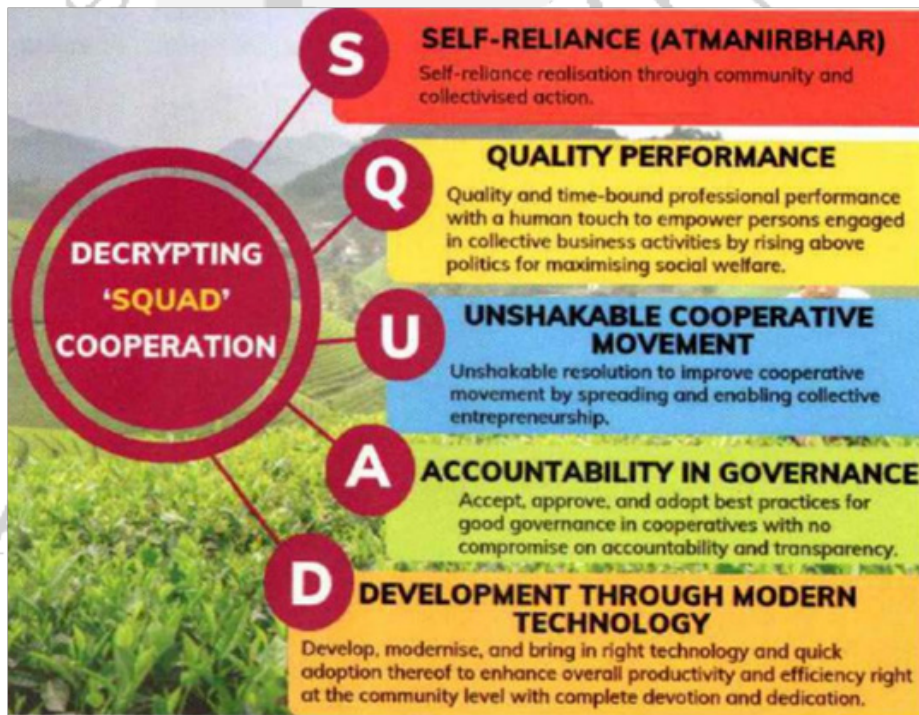 DECRYPTING
‘SQUAD’
COOPERATION
S
SELF-RELIANCE (ATMANIRBHAR)
Self-reliance realisation through community and
collectivised action.
Q
QUALITY PERFORMANCE
Quality and time-bound professional performance
with a human touch to empower persons engaged
in collective business activities by rising above
politics for maximising social welfare.
U
UNSHAKABLE COOPERATIVE
MOVEMENT
Unshakable resolution to improve cooperative
movement by spreading and enabling collective
entrepreneurship.
A
ACCOUNTABILITY IN GOVERNANCE
Accept, approve, and adopt best practices for
good governance in cooperatives with no
compromise on accountability and transparency.
D
DEVELOPMENT THROUGH MODERN
TECHNOLOGY
Develop, modernise, and bring in right technology and quick
adoption thereof to enhance overall productivity and efficiency right
at the community level with complete devotion and dedication.